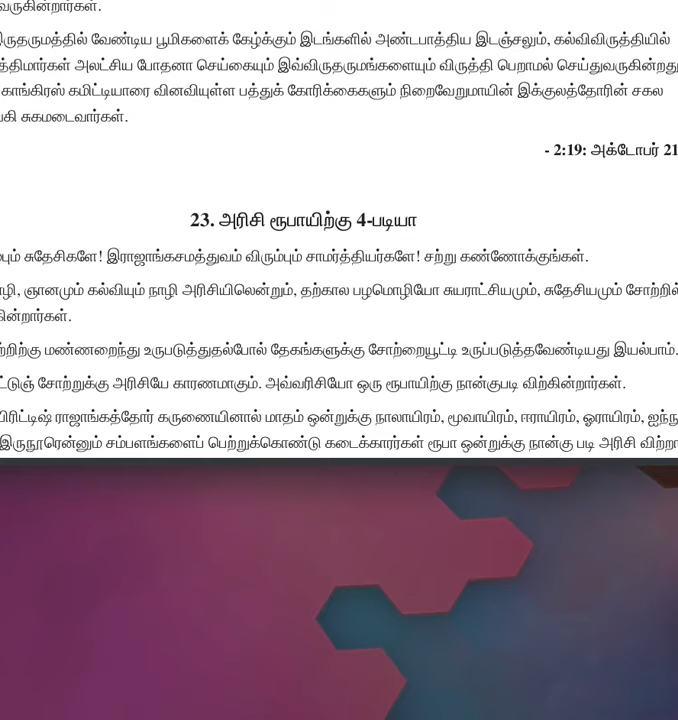 வருகின்றார்கள்.
இருதருமத்தில் வேண்டிய பூமிகளைக் கேழ்க்கும் இடங்களில் அண்டபாத்திய இடஞ்சலும், கல்விவிருத்தியில்
த்திமார்கள் அலட்சிய போதனா செய்கையும் இவ்விருதருமங்களையும் விருத்தி பெறாமல் செய்துவருகின்றது
காங்கிரஸ் கமிட்டியாரை வினவியுள்ள பத்துக் கோரிக்கைகளும் நிறைவேறுமாயின் இக்குலத்தோரின் சகல
கி சுகமடைவார்கள்.
- 2:19: அக்டோபர் 21
23. அரிசி ரூபாயிற்கு 4-படியா
பும் சுதேசிகளே! இராஜாங்கசமத்துவம் விரும்பும் சாமர்த்தியர்களே! சற்று கண்ணோக்குங்கள்.
ழி, ஞானமும் கல்வியும் நாழி அரிசியிலென்றும், தற்கால பழமொழியோ சுயராட்சியமும், சுதேசியமும் சோற்றில்
கின்றார்கள்.
ற்றிற்கு மண்ணறைந்து உருபடுத்துதல்போல் தேகங்களுக்கு சோற்றையூட்டி உருப்படுத்தவேண்டியது இயல்பாம்.
ட்டுஞ் சோற்றுக்கு அரிசியே காரணமாகும். அவ்வரிசியோ ஒரு ரூபாயிற்கு நான்குபடி விற்கின்றார்கள்.
பிரிட்டிஷ் ராஜாங்கத்தோர் கருணையினால் மாதம் ஒன்றுக்கு நாலாயிரம், மூவாயிரம், ஈராயிரம், ஓராயிரம், ஐந்நு
இருநூரென்னும் சம்பளங்களைப் பெற்றுக்கொண்டு கடைக்காரர்கள் ரூபா ஒன்றுக்கு நான்கு படி அரிசி விற்றா